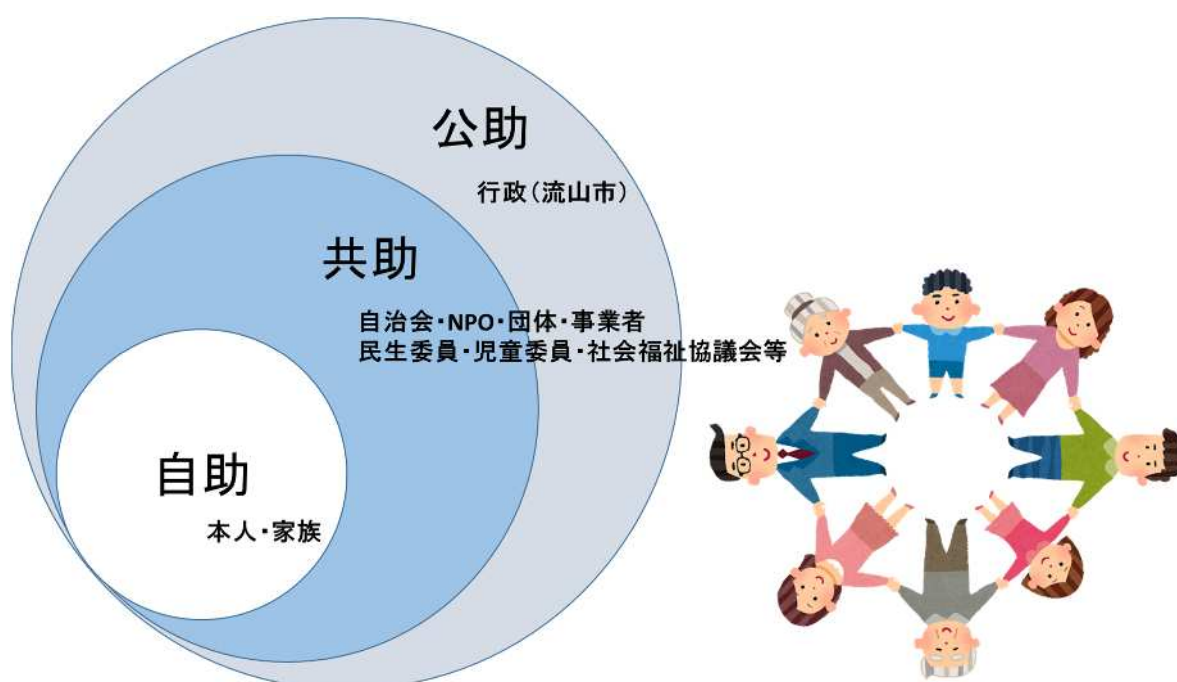 公助
行政(流山市)
共助
自治会・NPO・団体・事業者
民生委員・児童委員・社会福祉協議会等
自助
本人・家族